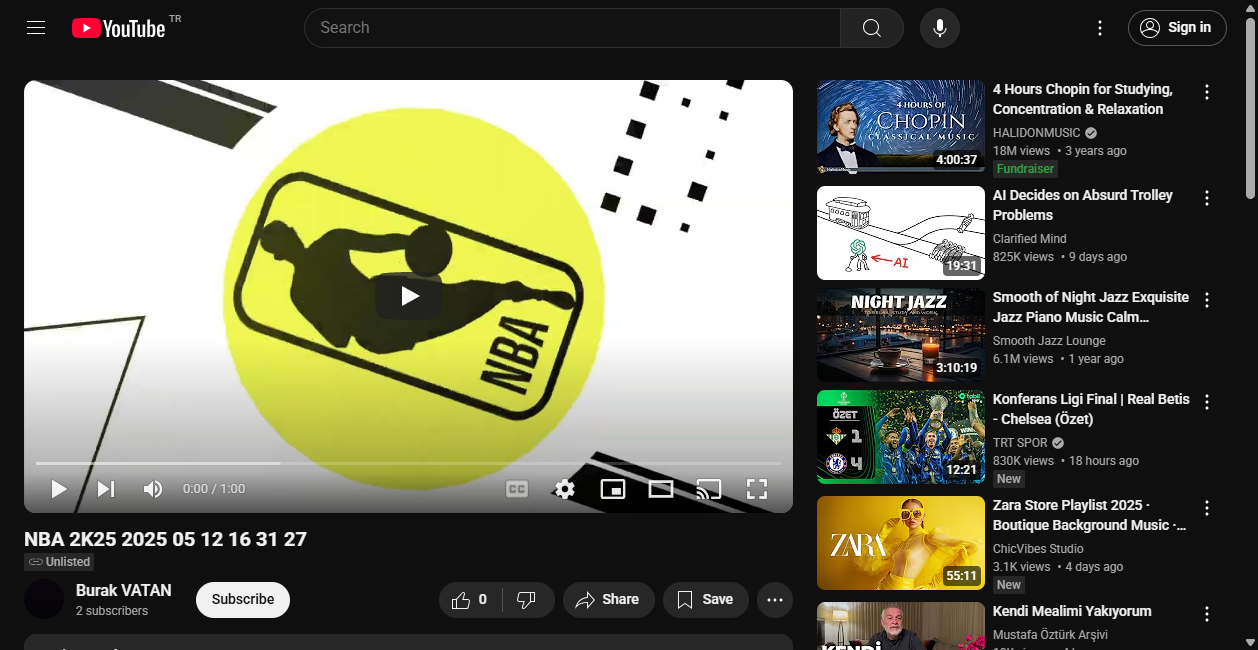 YouTube TR
Search
Sign in
NBA
0:00 / 1:00
CC
NBA 2K25 2025 05 12 16 31 27
Unlisted
Burak VATAN
2 subscribers
Subscribe
0
Share
Save
4 HOURS OF
CHOPIN
CLASSICAL MUSIC
4:00:37
4 Hours Chopin for Studying,
Concentration & Relaxation
HALIDONMUSIC
18M views • 3 years ago
Fundraiser
AI
19:31
AI Decides on Absurd Trolley
Problems
Clarified Mind
825K views • 9 days ago
NIGHT JAZZ
3:10:19
Smooth of Night Jazz Exquisite
Jazz Piano Music Calm…
Smooth Jazz Lounge
6.1M views • 1 year ago
tabii
ÖZET
1
4
12:21
Konferans Ligi Final | Real Betis
- Chelsea (Özet)
TRT SPOR
830K views • 18 hours ago
New
ZARA
55:11
Zara Store Playlist 2025 ·
Boutique Background Music ·…
ChicVibes Studio
3.1K views • 4 days ago
New
KENDİ
Kendi Mealimi Yakıyorum
Mustafa Öztürk Arşivi